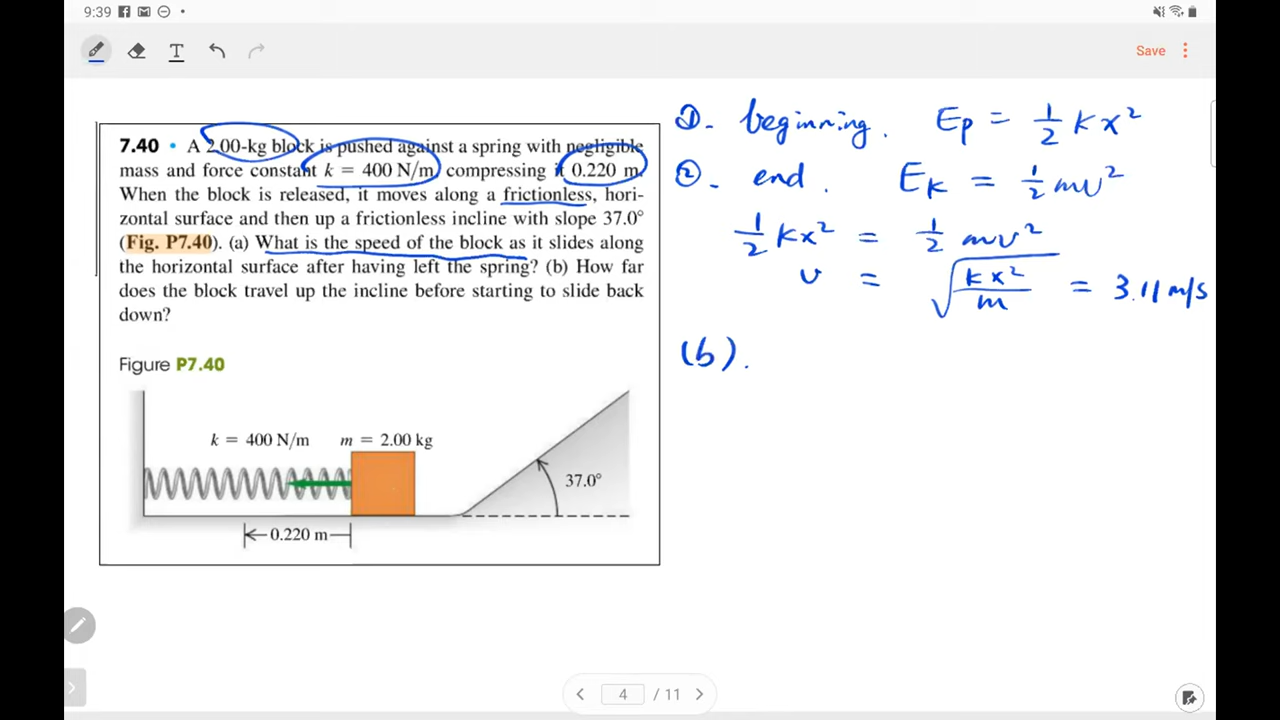 9:39
T
Save
7.40 • A 2.00-kg block is pushed against a spring with negligible
mass and force constant k = 400 N/m, compressing it 0.220 m.
When the block is released, it moves along a frictionless, hori-
zontal surface and then up a frictionless incline with slope 37.0°
(Fig. P7.40). (a) What is the speed of the block as it slides along
the horizontal surface after having left the spring? (b) How far
does the block travel up the incline before starting to slide back
down?
Figure P7.40
k = 400 N/m m = 2.00 kg
37.0°
0.220 m
①. beginning. Ep = 1/2 kx²
②. end. EK = 1/2 mv²
1/2 kx² = 1/2 mv²
v = √(kx²/m) = 3.11 m/s
(b).
4 / 11